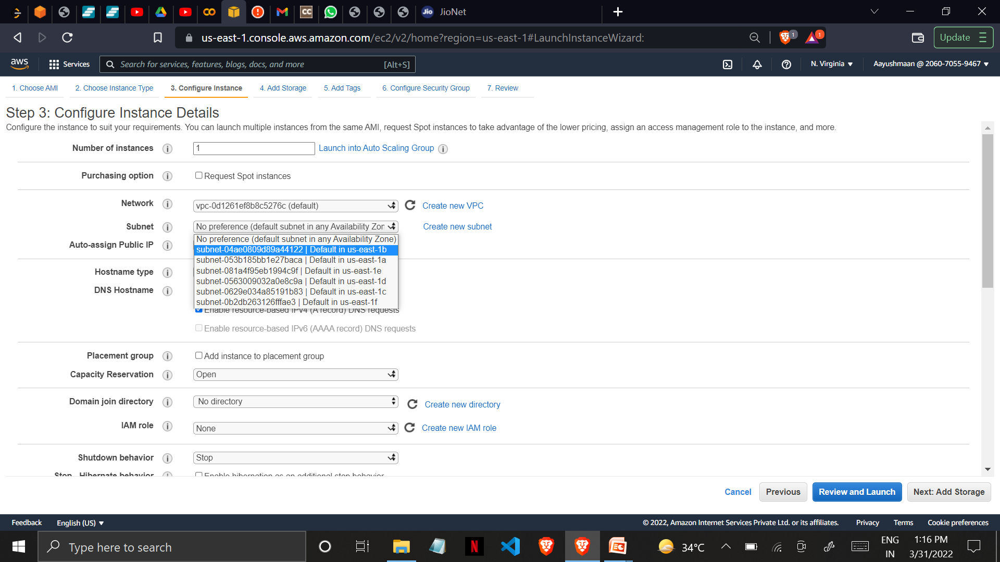 JioNet
us-east-1.console.aws.amazon.com/ec2/v2/home?region=us-east-1#LaunchInstanceWizard:
1
1
Update
aws
Services
Search for services, features, blogs, docs, and more
[Alt+S]
N. Virginia
Aayushmaan @ 2060-7055-9467
1. Choose AMI
2. Choose Instance Type
3. Configure Instance
4. Add Storage
5. Add Tags
6. Configure Security Group
7. Review
Step 3: Configure Instance Details
Configure the instance to suit your requirements. You can launch multiple instances from the same AMI, request Spot instances to take advantage of the lower pricing, assign an access management role to the instance, and more.
Number of instances
1
Launch into Auto Scaling Group
Purchasing option
Request Spot instances
Network
vpc-0d1261ef8b8c5276c (default)
Create new VPC
Subnet
No preference (default subnet in any Availability Zon
Create new subnet
No preference (default subnet in any Availability Zone)
Auto-assign Public IP
subnet-04ae0809d89a44122 | Default in us-east-1b
subnet-053b185bb1e27baca | Default in us-east-1a
subnet-081a4f95eb1994c9f | Default in us-east-1e
subnet-0563009032a0e8c9a | Default in us-east-1d
subnet-0629e034a85191b83 | Default in us-east-1c
subnet-0b2db263126fffae3 | Default in us-east-1f
Hostname type
DNS Hostname
Enable resource-based IPv4 (A record) DNS requests
Enable resource-based IPv6 (AAAA record) DNS requests
Placement group
Add instance to placement group
Capacity Reservation
Open
Domain join directory
No directory
Create new directory
IAM role
None
Create new IAM role
Shutdown behavior
Stop
Stop - Hibernate behavior
Enable hibernation as an additional stop behavior
Cancel
Previous
Review and Launch
Next: Add Storage
Feedback
English (US)
© 2022, Amazon Internet Services Private Ltd. or its affiliates.
Privacy
Terms
Cookie preferences
Type here to search
34°C
ENG
IN
1:16 PM
3/31/2022